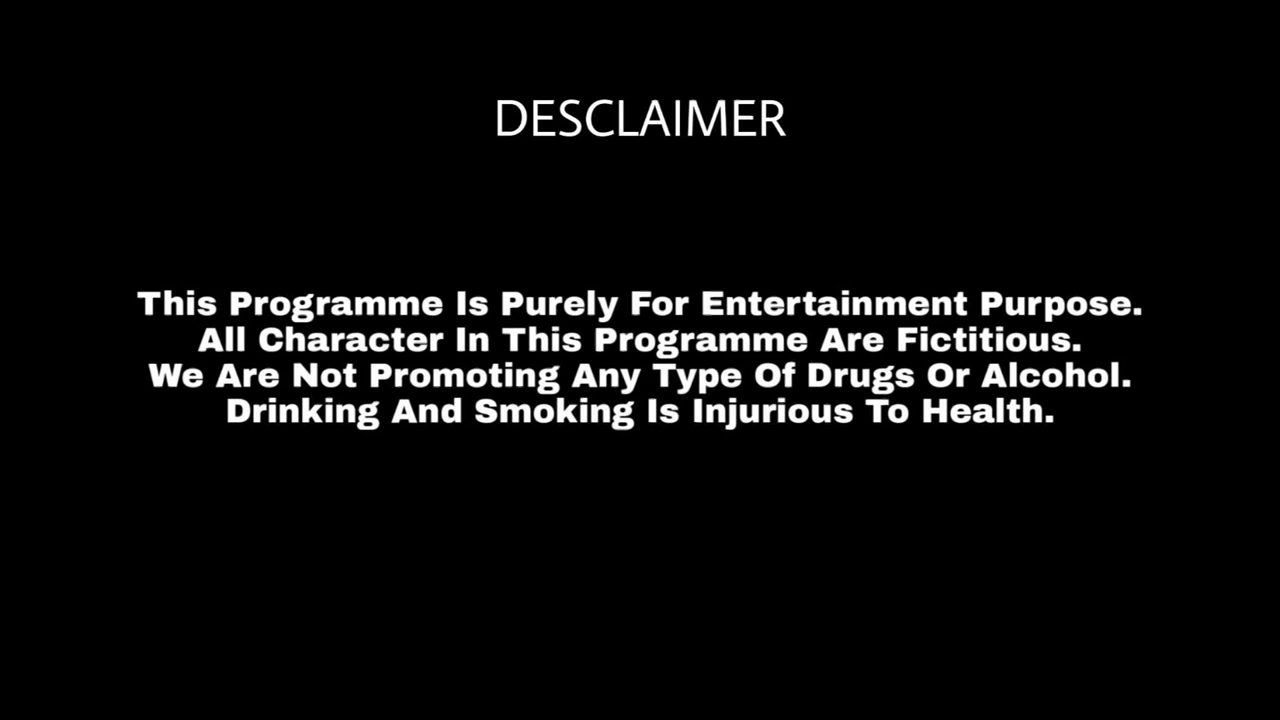 DESCLAIMER
This Programme Is Purely For Entertainment Purpose.
All Character In This Programme Are Fictitious.
We Are Not Promoting Any Type Of Drugs Or Alcohol.
Drinking And Smoking Is Injurious To Health.